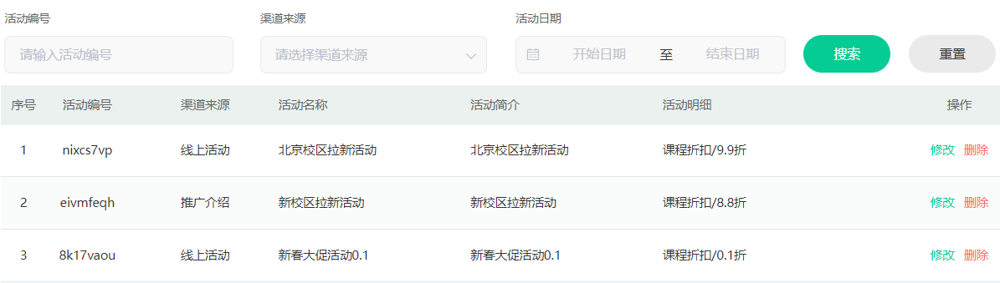 活动编号 渠道来源 活动日期
请输入活动编号 请选择渠道来源 开始日期 至 结束日期 搜索 重置
序号 活动编号 渠道来源 活动名称 活动简介 活动明细 操作
1 nixcs7vp 线上活动 北京校区拉新活动 北京校区拉新活动 课程折扣/9.9折 修改 删除
2 eivmfeqh 推广介绍 新校区拉新活动 新校区拉新活动 课程折扣/8.8折 修改 删除
3 8k17vaou 线上活动 新春大促活动0.1 新春大促活动0.1 课程折扣/0.1折 修改 删除